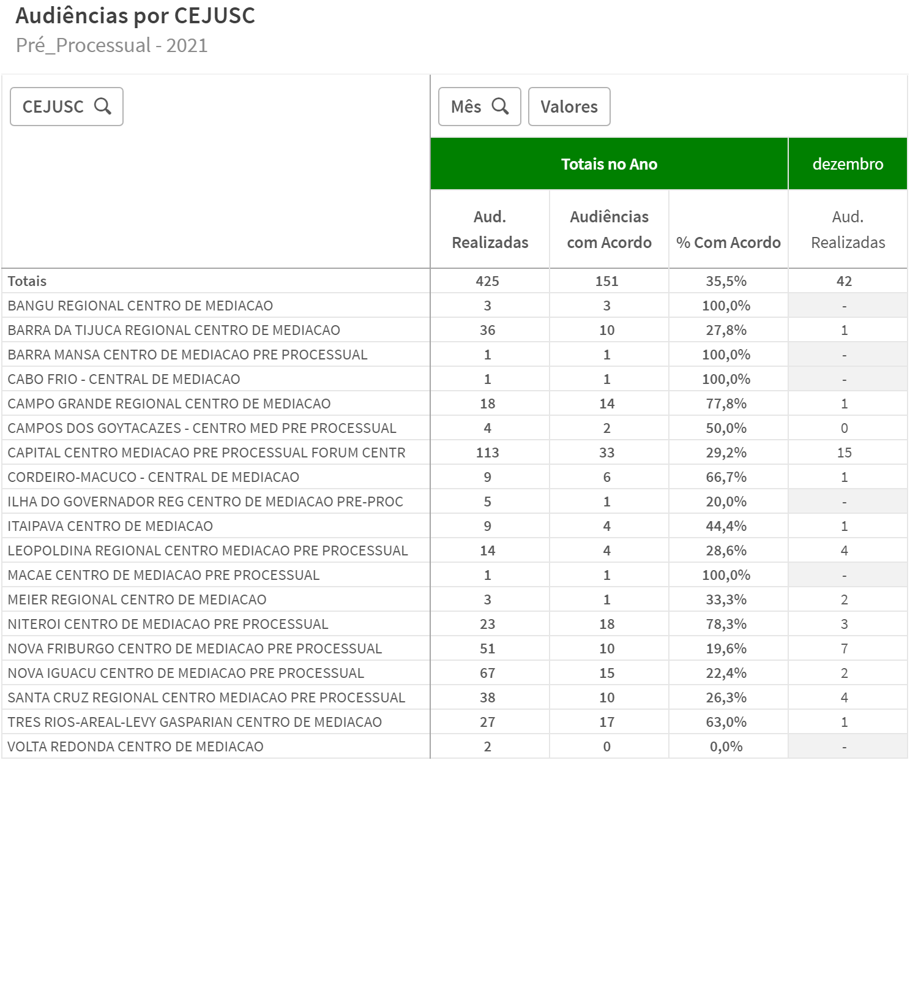 Audiências por CEJUSC
Pré_Processual - 2021
CEJUSC
Mês Valores
Totais no Ano dezembro
Aud. Realizadas Audiências com Acordo % Com Acordo Aud. Realizadas
Totais 425 151 35,5% 42
BANGU REGIONAL CENTRO DE MEDIACAO 3 3 100,0% -
BARRA DA TIJUCA REGIONAL CENTRO DE MEDIACAO 36 10 27,8% 1
BARRA MANSA CENTRO DE MEDIACAO PRE PROCESSUAL 1 1 100,0% -
CABO FRIO - CENTRAL DE MEDIACAO 1 1 100,0% -
CAMPO GRANDE REGIONAL CENTRO DE MEDIACAO 18 14 77,8% 1
CAMPOS DOS GOYTACAZES - CENTRO MED PRE PROCESSUAL 4 2 50,0% 0
CAPITAL CENTRO MEDIACAO PRE PROCESSUAL FORUM CENTR 113 33 29,2% 15
CORDEIRO-MACUCO - CENTRAL DE MEDIACAO 9 6 66,7% 1
ILHA DO GOVERNADOR REG CENTRO DE MEDIACAO PRE-PROC 5 1 20,0% -
ITAIPAVA CENTRO DE MEDIACAO 9 4 44,4% 1
LEOPOLDINA REGIONAL CENTRO MEDIACAO PRE PROCESSUAL 14 4 28,6% 4
MACAE CENTRO DE MEDIACAO PRE PROCESSUAL 1 1 100,0% -
MEIER REGIONAL CENTRO DE MEDIACAO 3 1 33,3% 2
NITEROI CENTRO DE MEDIACAO PRE PROCESSUAL 23 18 78,3% 3
NOVA FRIBURGO CENTRO DE MEDIACAO PRE PROCESSUAL 51 10 19,6% 7
NOVA IGUACU CENTRO DE MEDIACAO PRE PROCESSUAL 67 15 22,4% 2
SANTA CRUZ REGIONAL CENTRO MEDIACAO PRE PROCESSUAL 38 10 26,3% 4
TRES RIOS-AREAL-LEVY GASPARIAN CENTRO DE MEDIACAO 27 17 63,0% 1
VOLTA REDONDA CENTRO DE MEDIACAO 2 0 0,0% -